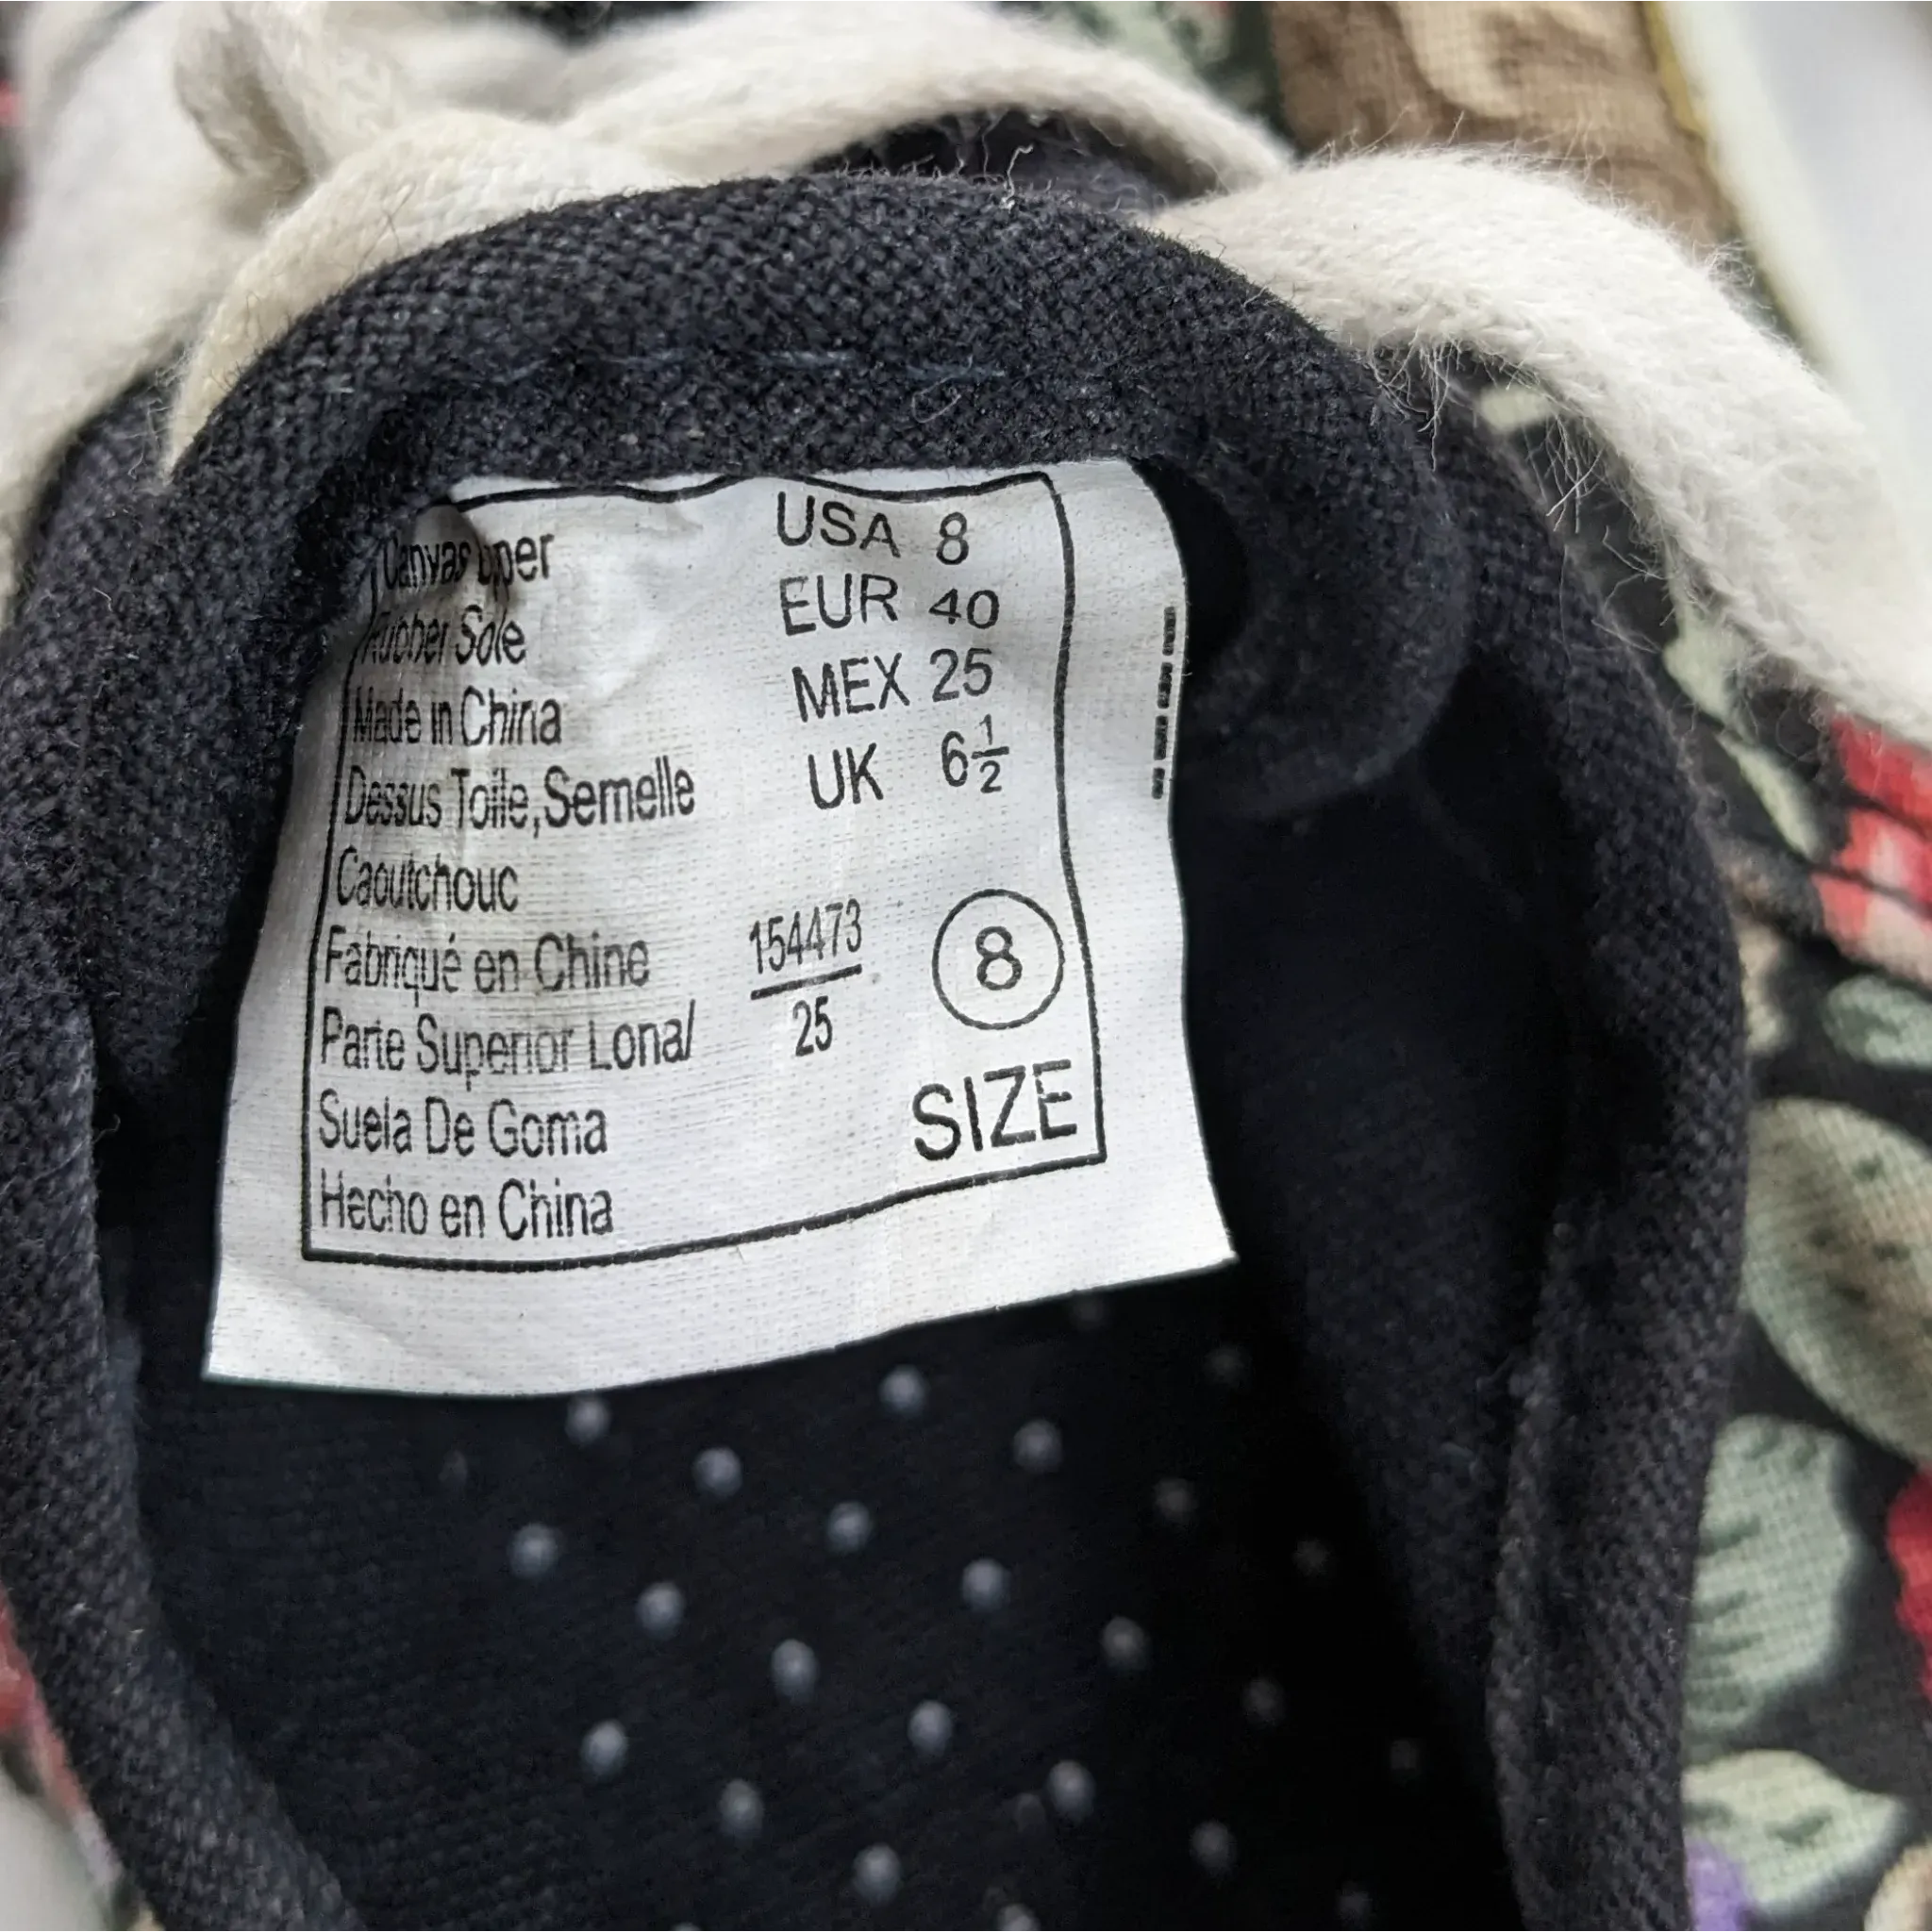 Canvas Upper
Rubber Sole
Made in China
Dessus Toile,Semelle
Caoutchouc
Fabriqué en Chine
Parte Superior Lona/
Suela De Goma
Hecho en China
USA 8
EUR 40
MEX 25
UK 6½
154473
25
8
SIZE